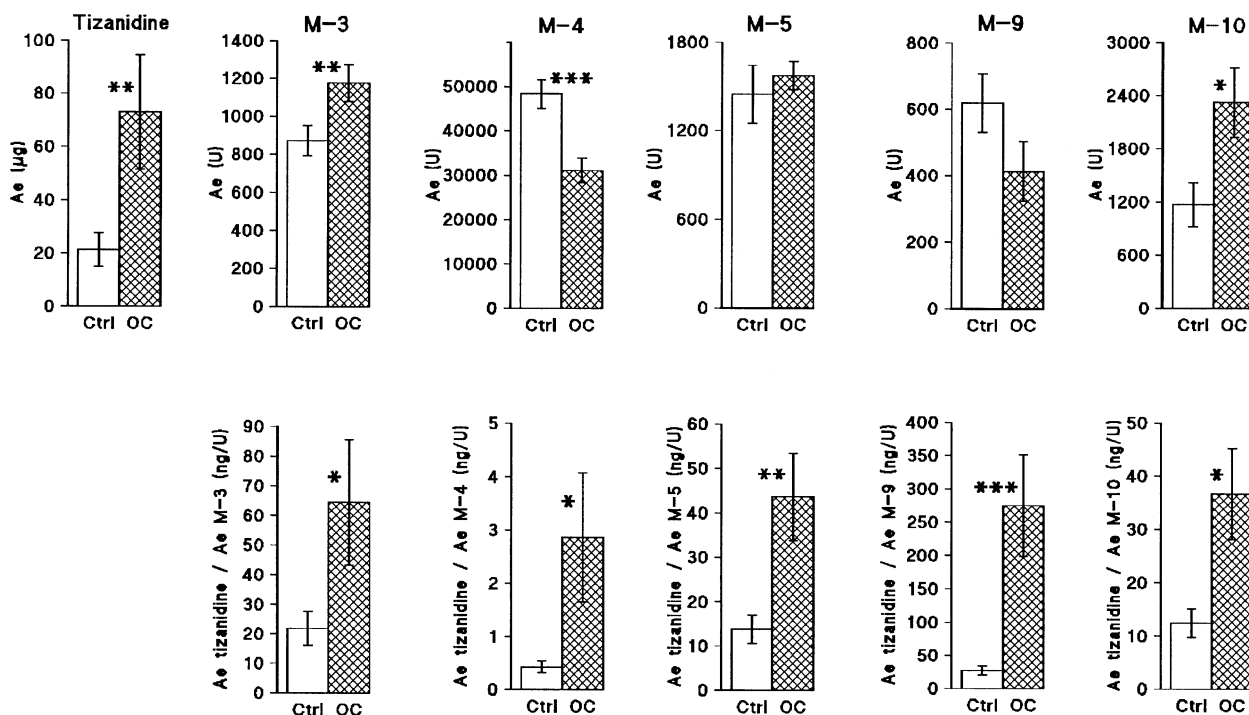 Tizanidine
Ae (µg)
100
80
60
40
20
0
**
Ctrl OC
M-3
Ae (U)
1400
1200
1000
800
600
400
200
0
**
Ctrl OC
M-4
Ae (U)
50000
40000
30000
20000
10000
0
***
Ctrl OC
M-5
Ae (U)
1800
1200
600
0
Ctrl OC
M-9
Ae (U)
800
600
400
200
0
Ctrl OC
M-10
Ae (U)
3000
2400
1800
1200
600
0
*
Ctrl OC
Ae tizanidine / Ae M-3 (ng/U)
90
80
70
60
50
40
30
20
10
0
*
Ctrl OC
Ae tizanidine / Ae M-4 (ng/U)
5
4
3
2
1
0
*
Ctrl OC
Ae tizanidine / Ae M-5 (ng/U)
60
50
40
30
20
10
0
**
Ctrl OC
Ae tizanidine / Ae M-9 (ng/U)
400
350
300
250
200
150
100
50
0
***
Ctrl OC
Ae tizanidine / Ae M-10 (ng/U)
50
40
30
20
10
0
*
Ctrl OC